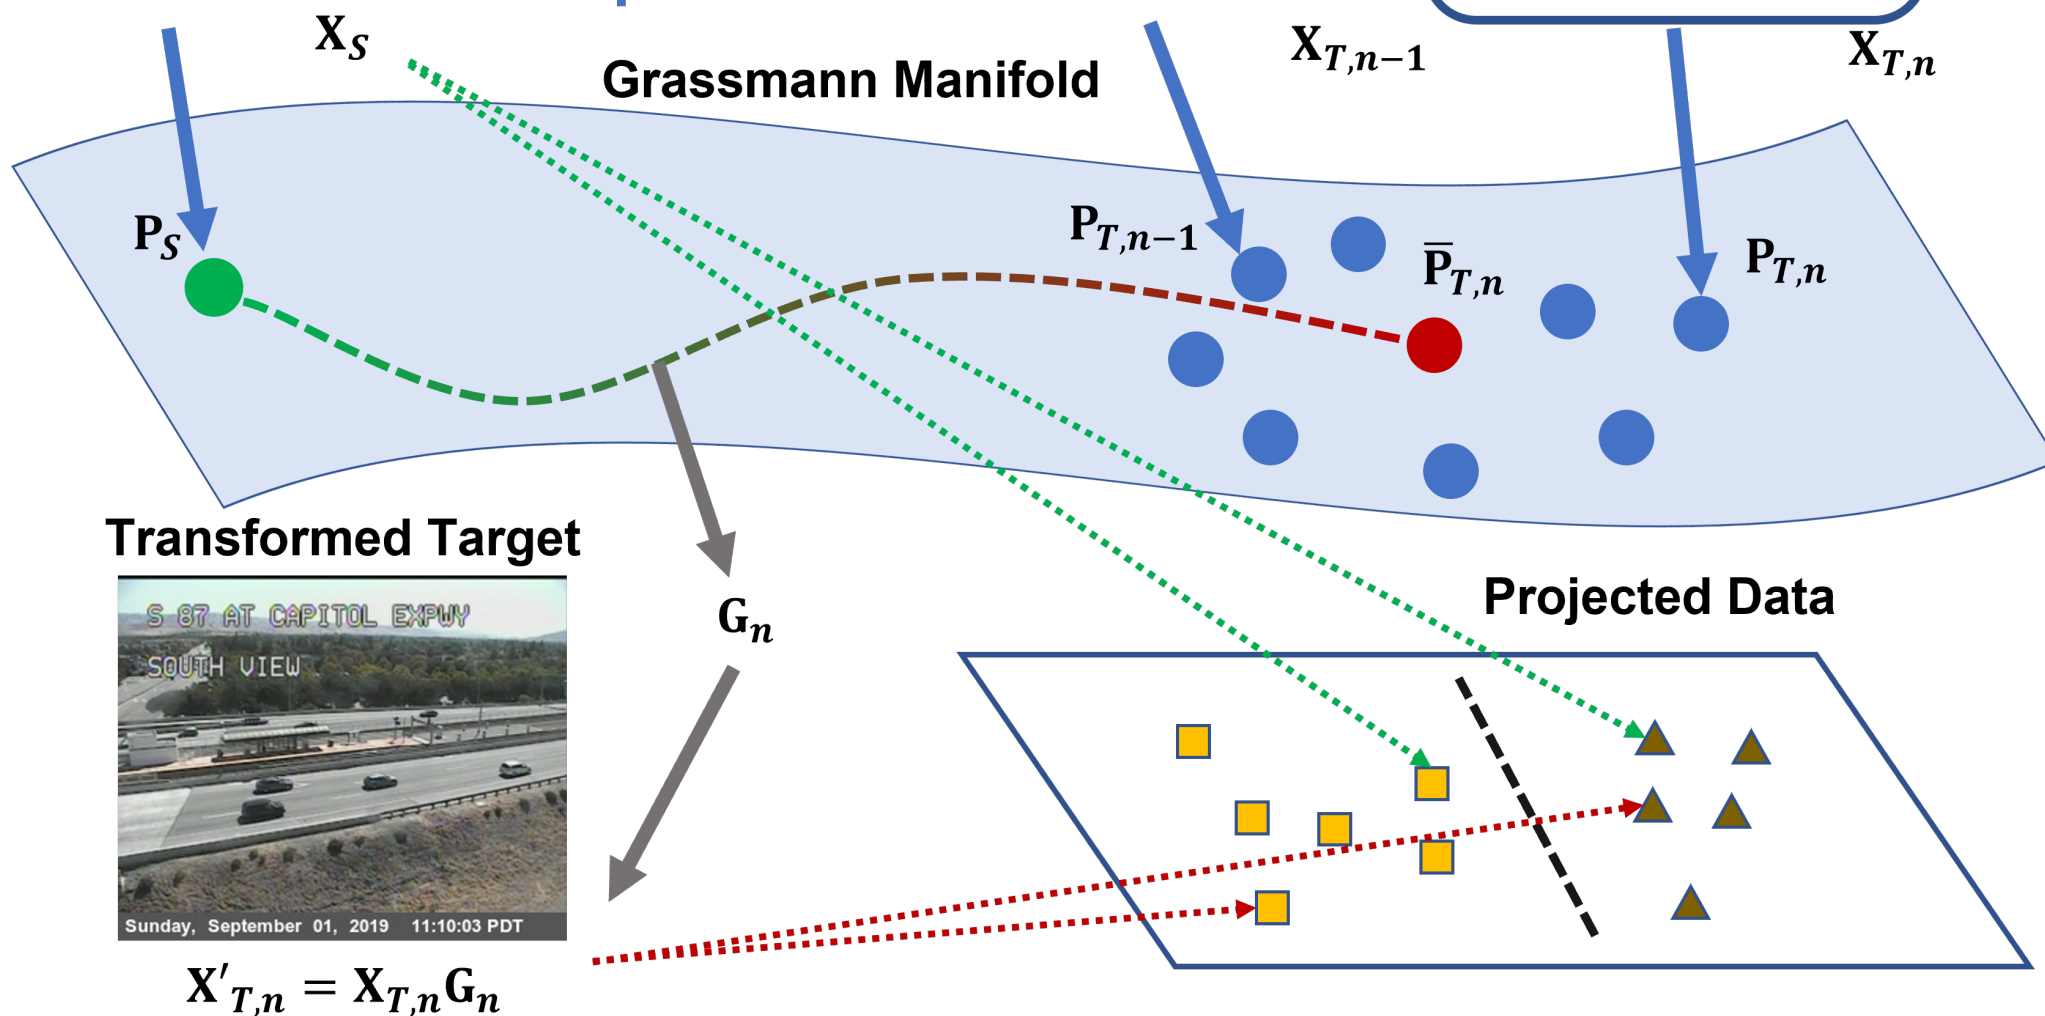 X_S
X_{T,n−1}
X_{T,n}
Grassmann Manifold
P_S
P_{T,n−1}
P̅_{T,n}
P_{T,n}
Transformed Target
S 87 AT CAPITOL EXPWY
SOUTH VIEW
Sunday, September 01, 2019 11:10:03 PDT
G_n
Projected Data
X′_{T,n} = X_{T,n}G_n